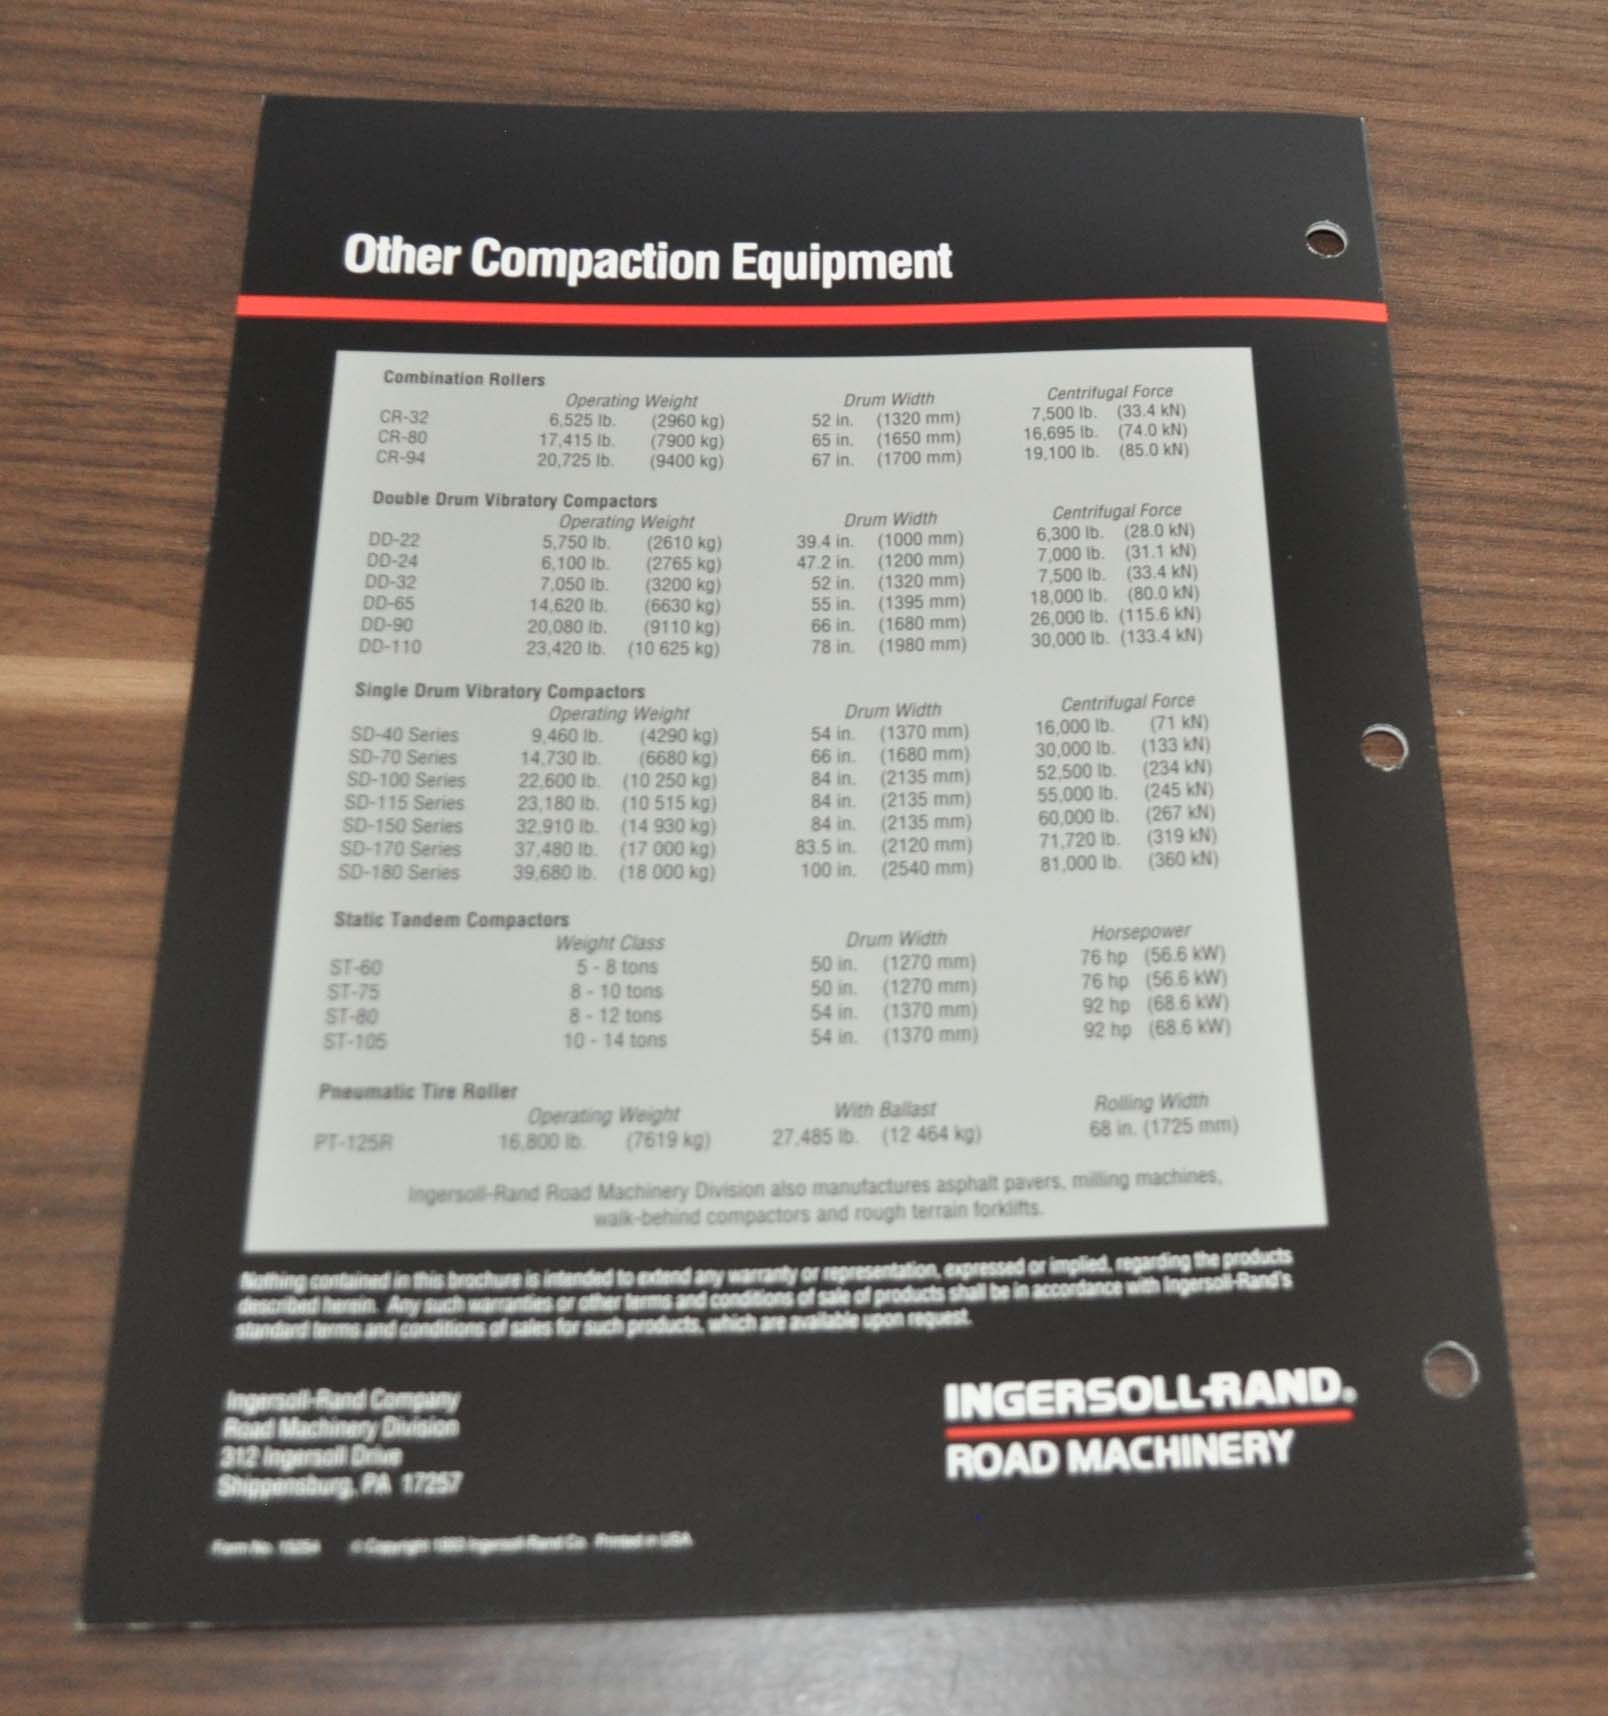 Other Compaction Equipment
Combination Rollers
Operating Weight Drum Width Centrifugal Force
CR-32 6,525 lb. (2960 kg) 52 in. (1320 mm) 7,500 lb. (33.4 kN)
CR-80 17,415 lb. (7900 kg) 65 in. (1650 mm) 16,695 lb. (74.0 kN)
CR-94 20,725 lb. (9400 kg) 67 in. (1700 mm) 19,100 lb. (85.0 kN)
Double Drum Vibratory Compactors
Operating Weight Drum Width Centrifugal Force
DD-22 5,750 lb. (2610 kg) 39.4 in. (1000 mm) 6,300 lb. (28.0 kN)
DD-24 6,100 lb. (2765 kg) 47.2 in. (1200 mm) 7,000 lb. (31.1 kN)
DD-32 7,050 lb. (3200 kg) 52 in. (1320 mm) 7,500 lb. (33.4 kN)
DD-65 14,620 lb. (6630 kg) 55 in. (1395 mm) 18,000 lb. (80.0 kN)
DD-90 20,080 lb. (9110 kg) 66 in. (1680 mm) 26,000 lb. (115.6 kN)
DD-110 23,420 lb. (10 625 kg) 78 in. (1980 mm) 30,000 lb. (133.4 kN)
Single Drum Vibratory Compactors
Operating Weight Drum Width Centrifugal Force
SD-40 Series 9,460 lb. (4290 kg) 54 in. (1370 mm) 16,000 lb. (71 kN)
SD-70 Series 14,730 lb. (6680 kg) 66 in. (1680 mm) 30,000 lb. (133 kN)
SD-100 Series 22,600 lb. (10 250 kg) 84 in. (2135 mm) 52,500 lb. (234 kN)
SD-115 Series 23,180 lb. (10 515 kg) 84 in. (2135 mm) 55,000 lb. (245 kN)
SD-150 Series 32,910 lb. (14 930 kg) 84 in. (2135 mm) 60,000 lb. (267 kN)
SD-170 Series 37,480 lb. (17 000 kg) 83.5 in. (2120 mm) 71,720 lb. (319 kN)
SD-180 Series 39,680 lb. (18 000 kg) 100 in. (2540 mm) 81,000 lb. (360 kN)
Static Tandem Compactors
Weight Class Drum Width Horsepower
ST-60 5 - 8 tons 50 in. (1270 mm) 76 hp (56.6 kW)
ST-75 8 - 10 tons 50 in. (1270 mm) 76 hp (56.6 kW)
ST-80 8 - 12 tons 54 in. (1370 mm) 92 hp (68.6 kW)
ST-105 10 - 14 tons 54 in. (1370 mm) 92 hp (68.6 kW)
Pneumatic Tire Roller
Operating Weight With Ballast Rolling Width
PT-125R 16,800 lb. (7619 kg) 27,485 lb. (12 464 kg) 68 in. (1725 mm)
Ingersoll-Rand Road Machinery Division also manufactures asphalt pavers, milling machines,
walk-behind compactors and rough terrain forklifts.
Nothing contained in this brochure is intended to extend any warranty or representation, expressed or implied, regarding the products
described herein. Any such warranties or other terms and conditions of sale of products shall be in accordance with Ingersoll-Rand's
standard terms and conditions of sales for such products, which are available upon request.
Ingersoll-Rand Company
Road Machinery Division
312 Ingersoll Drive
Shippensburg, PA 17257
INGERSOLL-RAND®
ROAD MACHINERY
Form No. © Copyright Ingersoll-Rand Co. Printed in USA